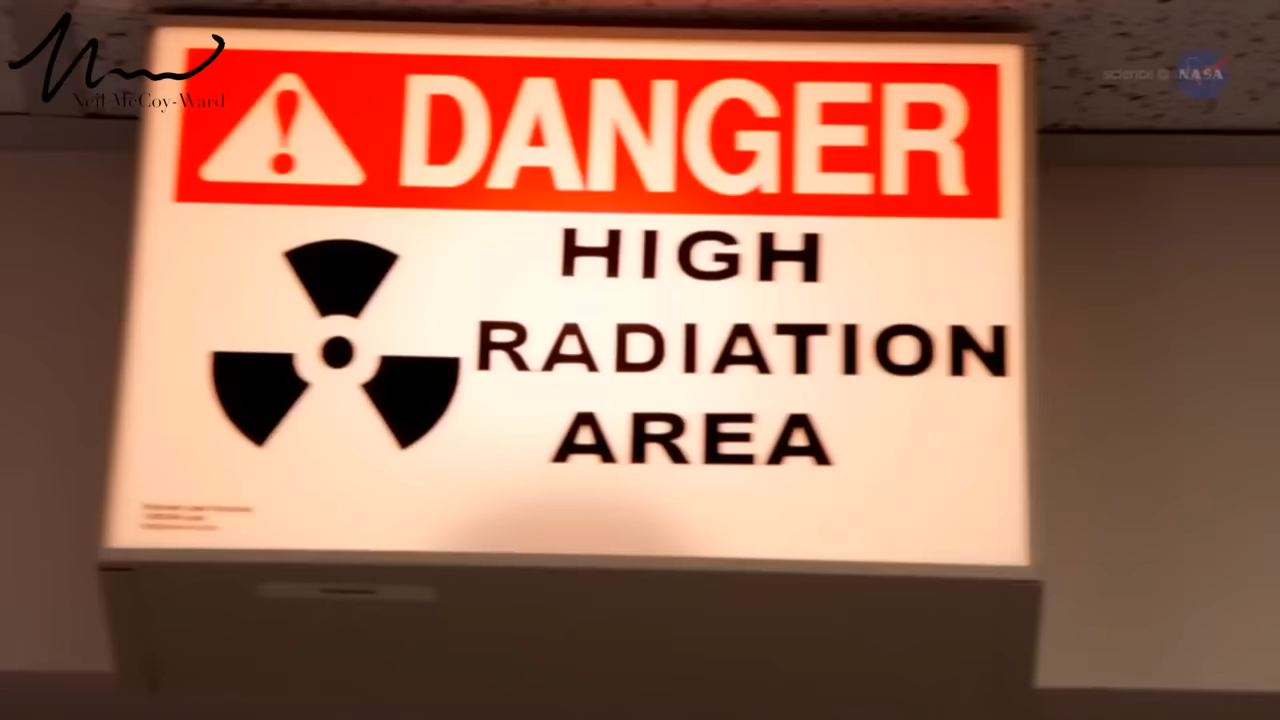 Neil McCoy-Ward
science @ NASA
DANGER
HIGH
RADIATION
AREA